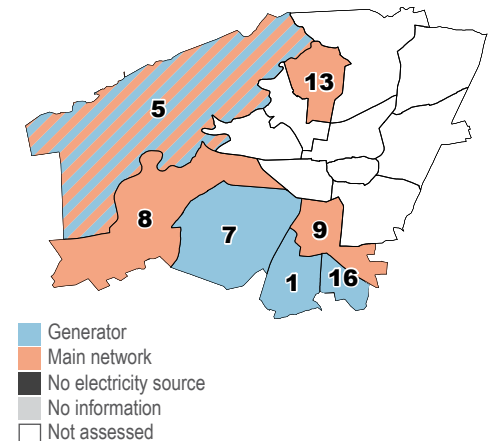 13
5
8
7
9
1
16
Generator
Main network
No electricity source
No information
Not assessed